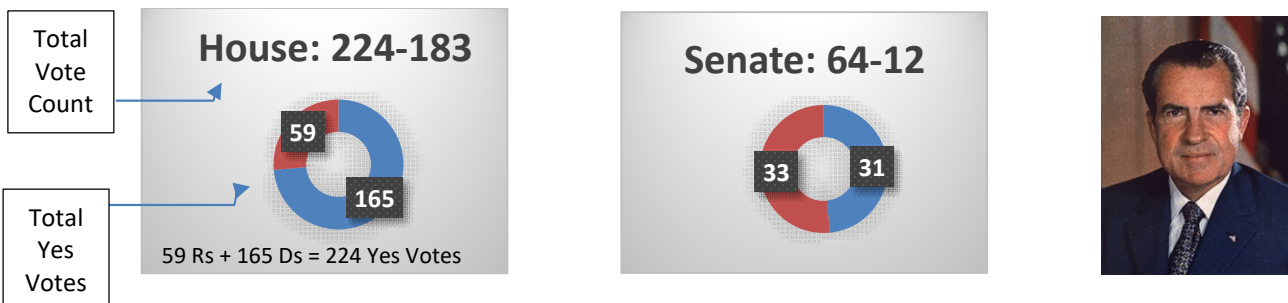 Total
Vote
Count
House: 224-183
59
165
59 Rs + 165 Ds = 224 Yes Votes
Total
Yes
Votes
Senate: 64-12
33
31